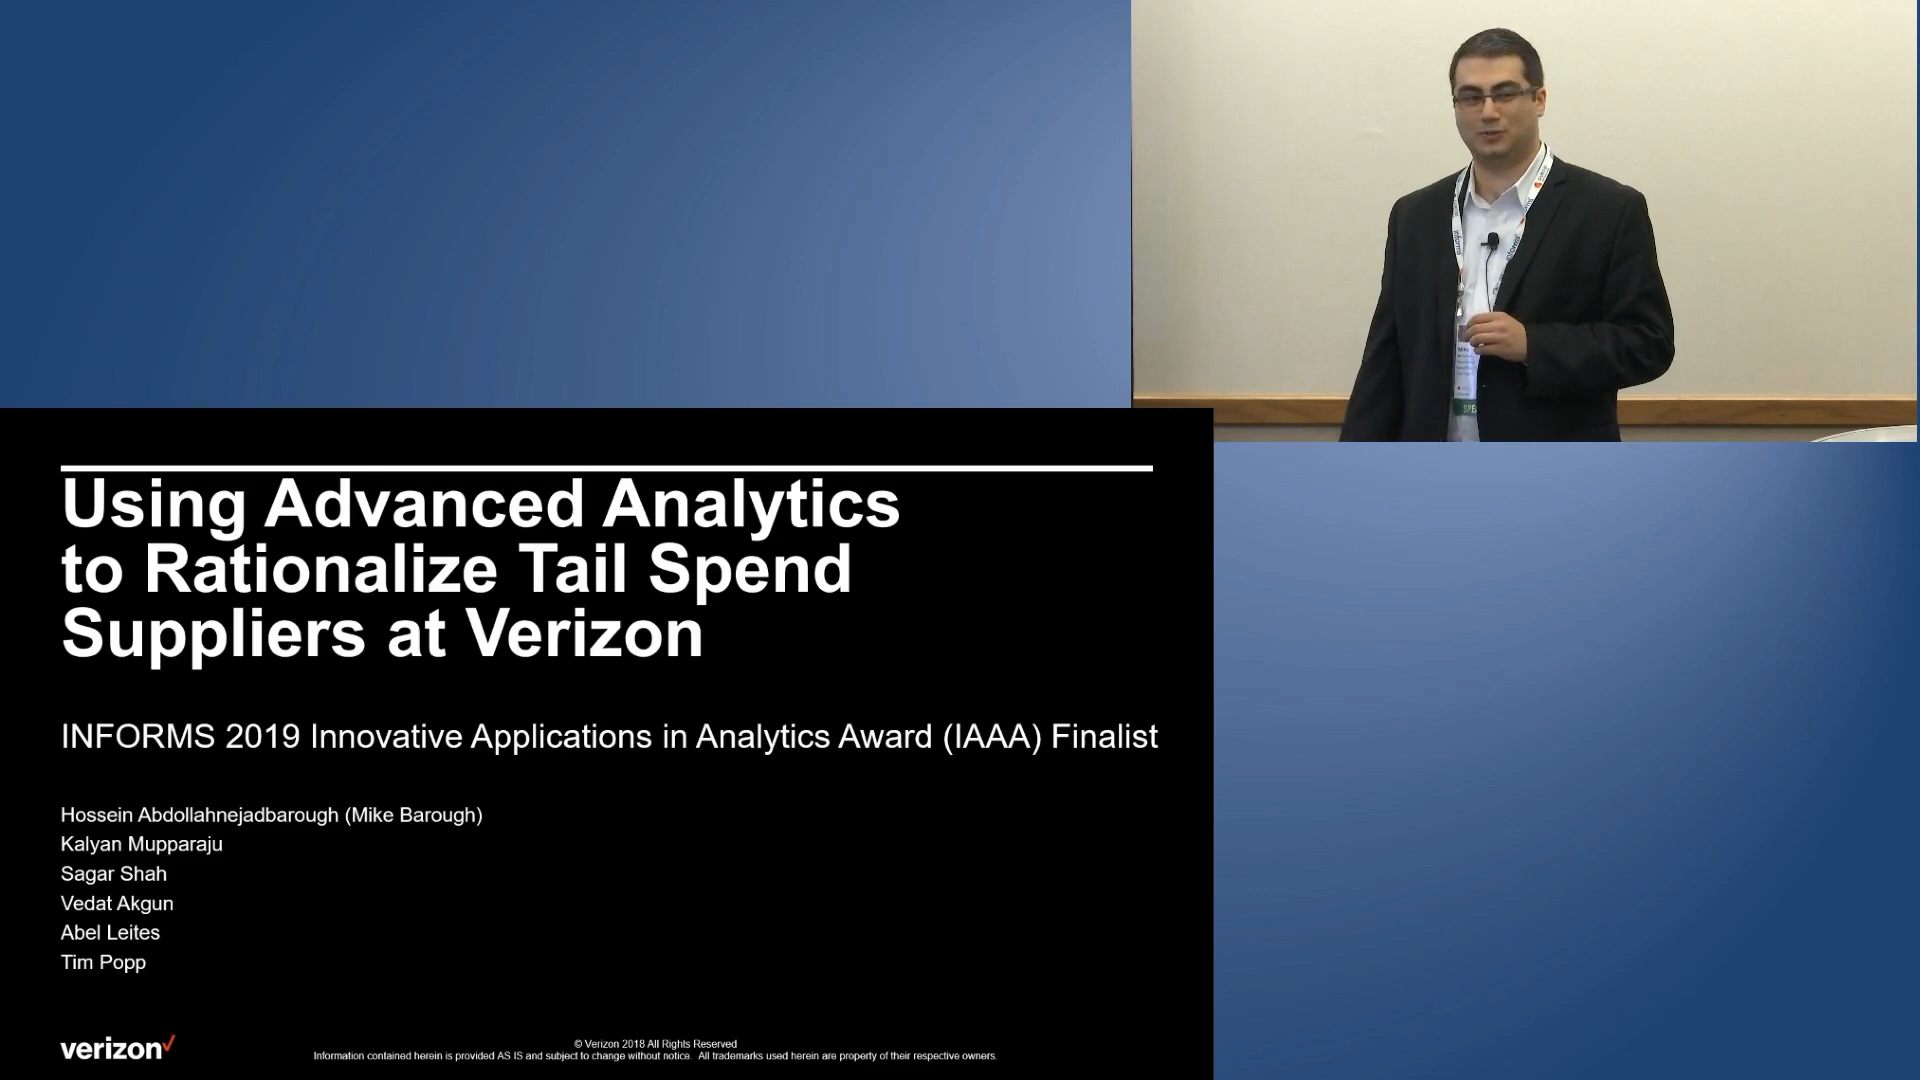 Using Advanced Analytics
to Rationalize Tail Spend
Suppliers at Verizon
INFORMS 2019 Innovative Applications in Analytics Award (IAAA) Finalist
Hossein Abdollahnejadbarough (Mike Barough)
Kalyan Mupparaju
Sagar Shah
Vedat Akgun
Abel Leites
Tim Popp
verizon
© Verizon 2018 All Rights Reserved
Information contained herein is provided AS IS and subject to change without notice. All trademarks used herein are property of their respective owners.
informs
informs
SPEA